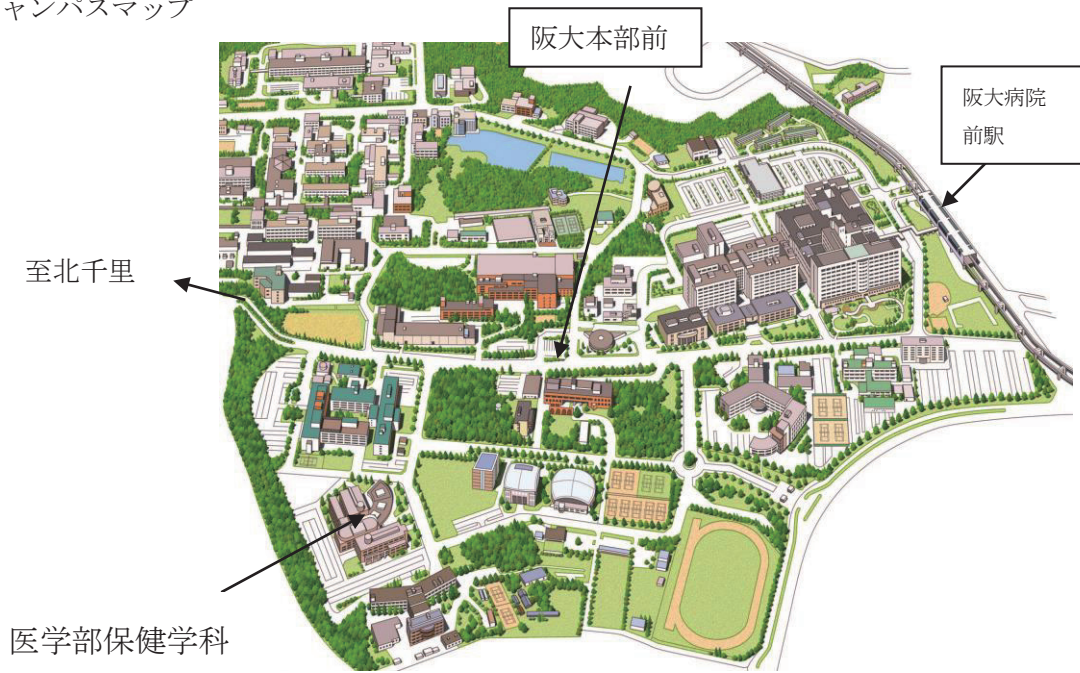 ャンパスマップ
阪大本部前
阪大病院
前駅
至北千里
医学部保健学科